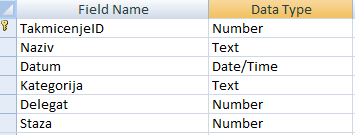 Field Name Data Type
TakmicenjeID Number
Naziv Text
Datum Date/Time
Kategorija Text
Delegat Number
Staza Number